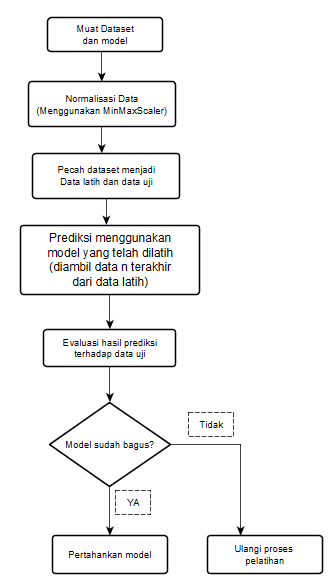 Muat Dataset
dan model
Normalisasi Data
(Menggunakan MinMaxScaler)
Pecah dataset menjadi
Data latih dan data uji
Prediksi menggunakan
model yang telah dilatih
(diambil data n terakhir
dari data latih)
Evaluasi hasil prediksi
terhadap data uji
Model sudah bagus?
Tidak
YA
Pertahankan model
Ulangi proses
pelatihan